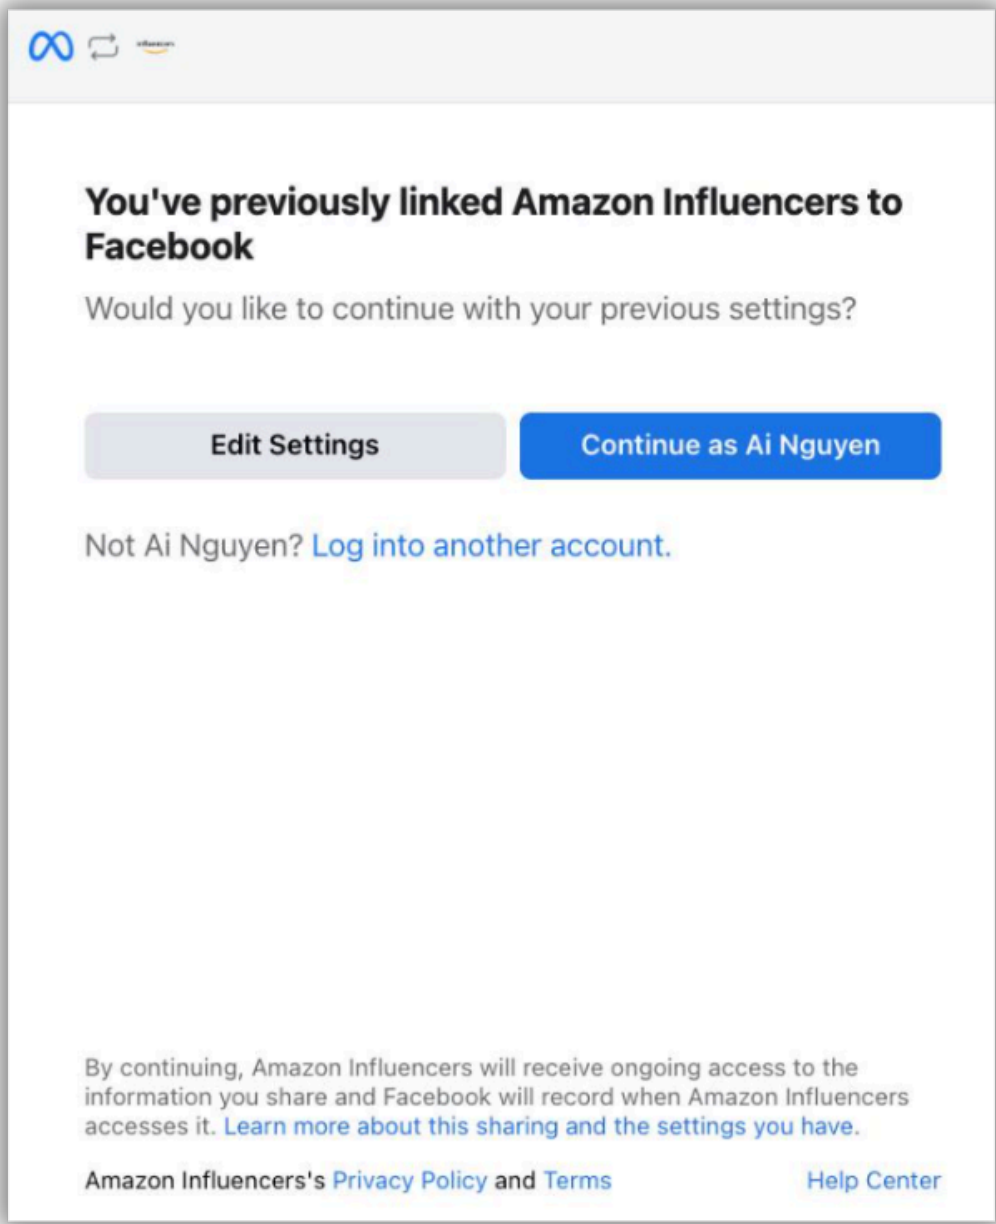 You've previously linked Amazon Influencers to
Facebook
Would you like to continue with your previous settings?
Edit Settings
Continue as Ai Nguyen
Not Ai Nguyen? Log into another account.
By continuing, Amazon Influencers will receive ongoing access to the
information you share and Facebook will record when Amazon Influencers
accesses it. Learn more about this sharing and the settings you have.
Amazon Influencers's Privacy Policy and Terms
Help Center